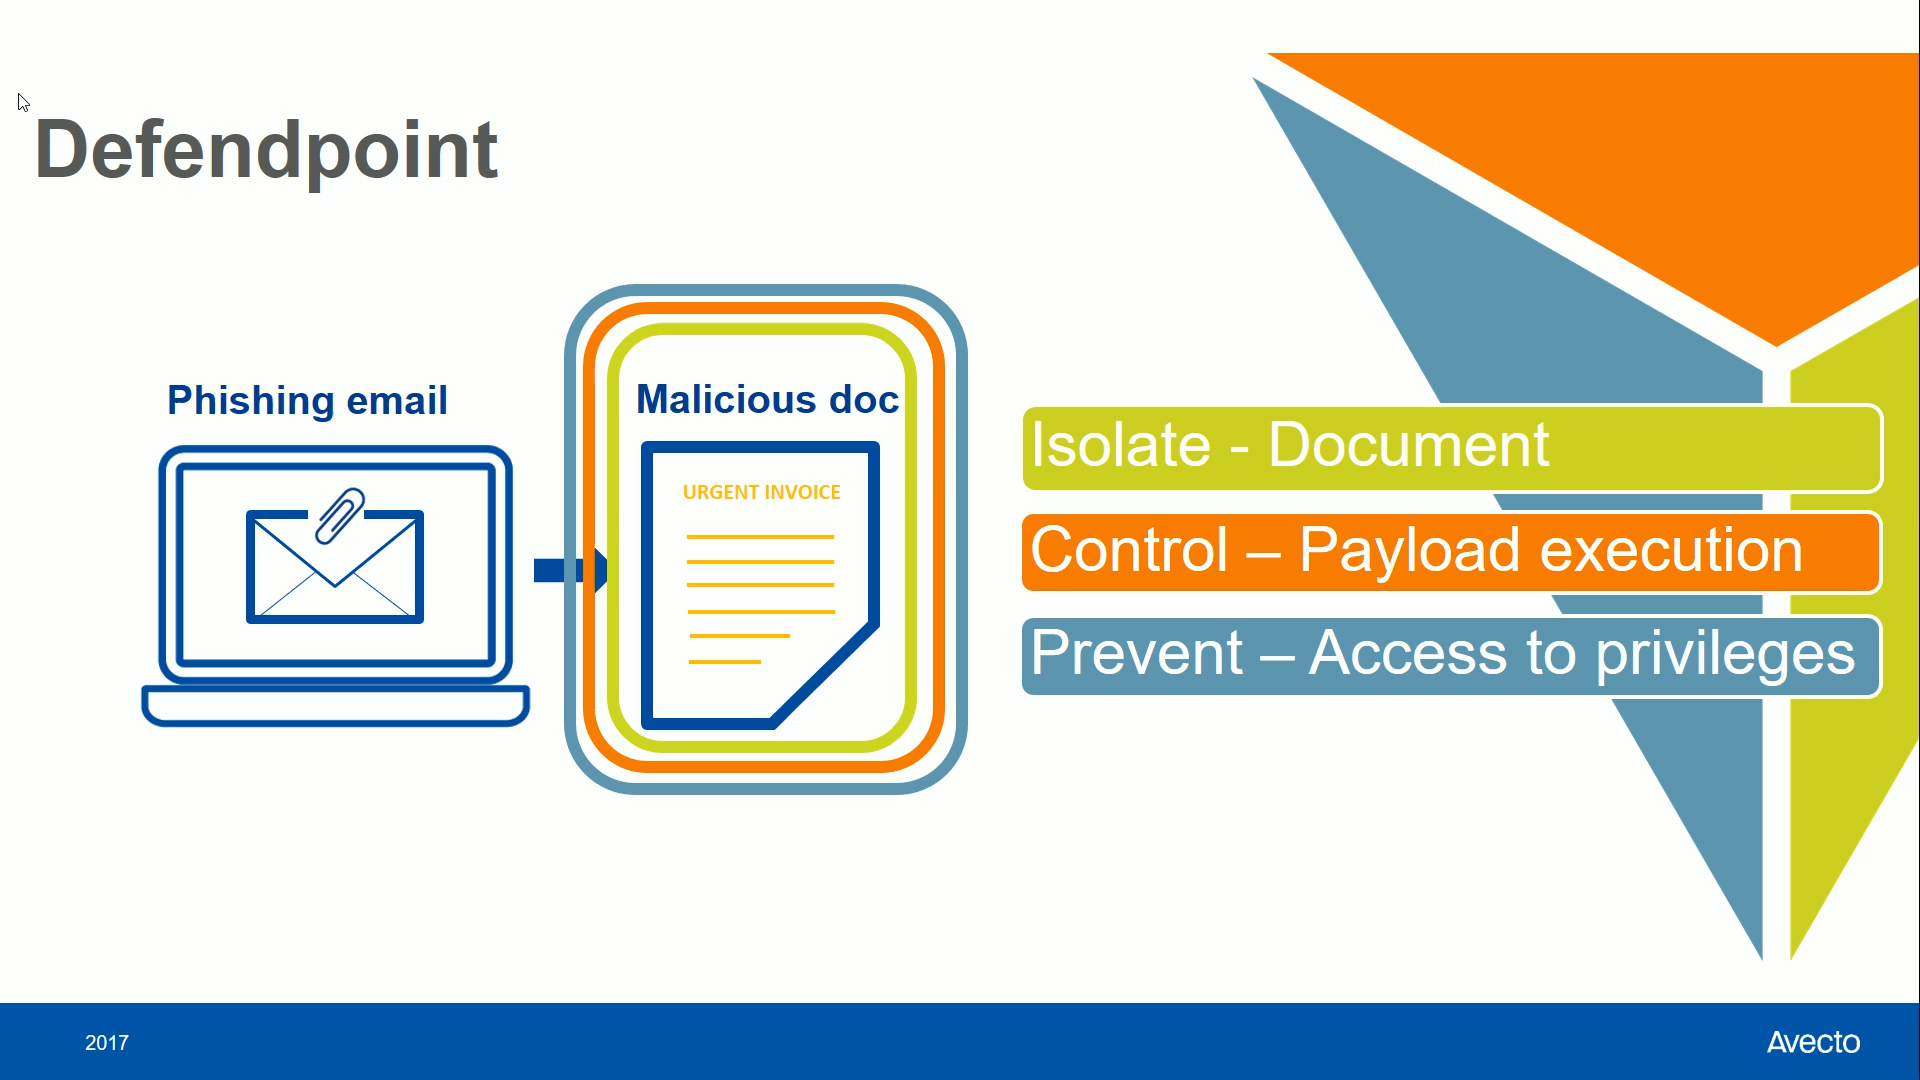 Defendpoint
Phishing email
Malicious doc
URGENT INVOICE
Isolate - Document
Control – Payload execution
Prevent – Access to privileges
2017
Avecto